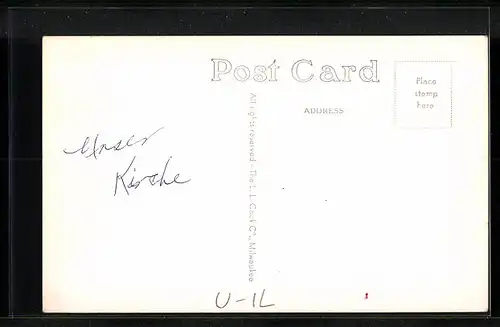 Post Card
Place
stamp
here
ADDRESS
Unser
Kirche
All rights reserved - The L. L. Cook Co., Milwaukee
U-IL